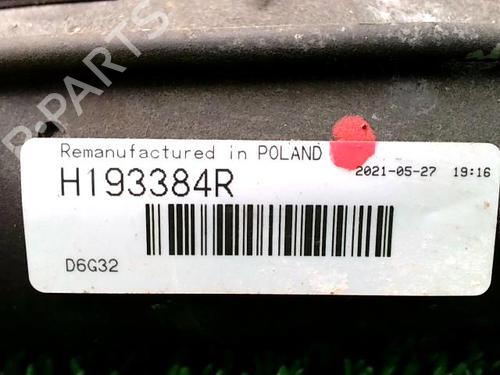 B-PARTS
Remanufactured in POLAND
2021-05-27 19:16
H193384R
D6G32